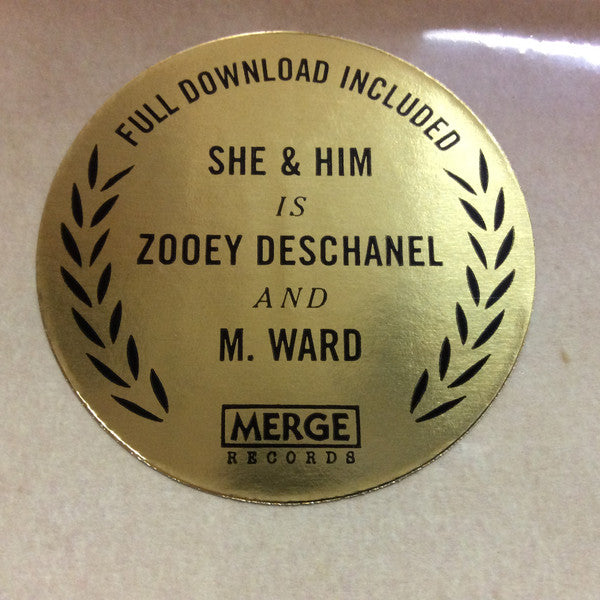 FULL DOWNLOAD INCLUDED
SHE & HIM
IS
ZOOEY DESCHANEL
AND
M. WARD
MERGE
RECORDS